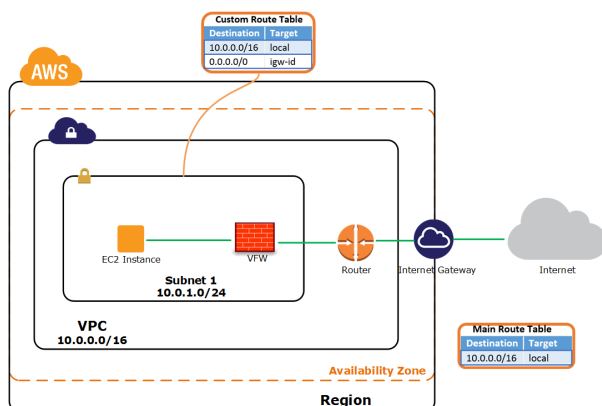 Custom Route Table
Destination Target
10.0.0.0/16 local
0.0.0.0/0 igw-id
AWS
EC2 Instance
VFW
Router
Internet Gateway
Internet
Subnet 1
10.0.1.0/24
VPC
10.0.0.0/16
Main Route Table
Destination Target
10.0.0.0/16 local
Availability Zone
Region